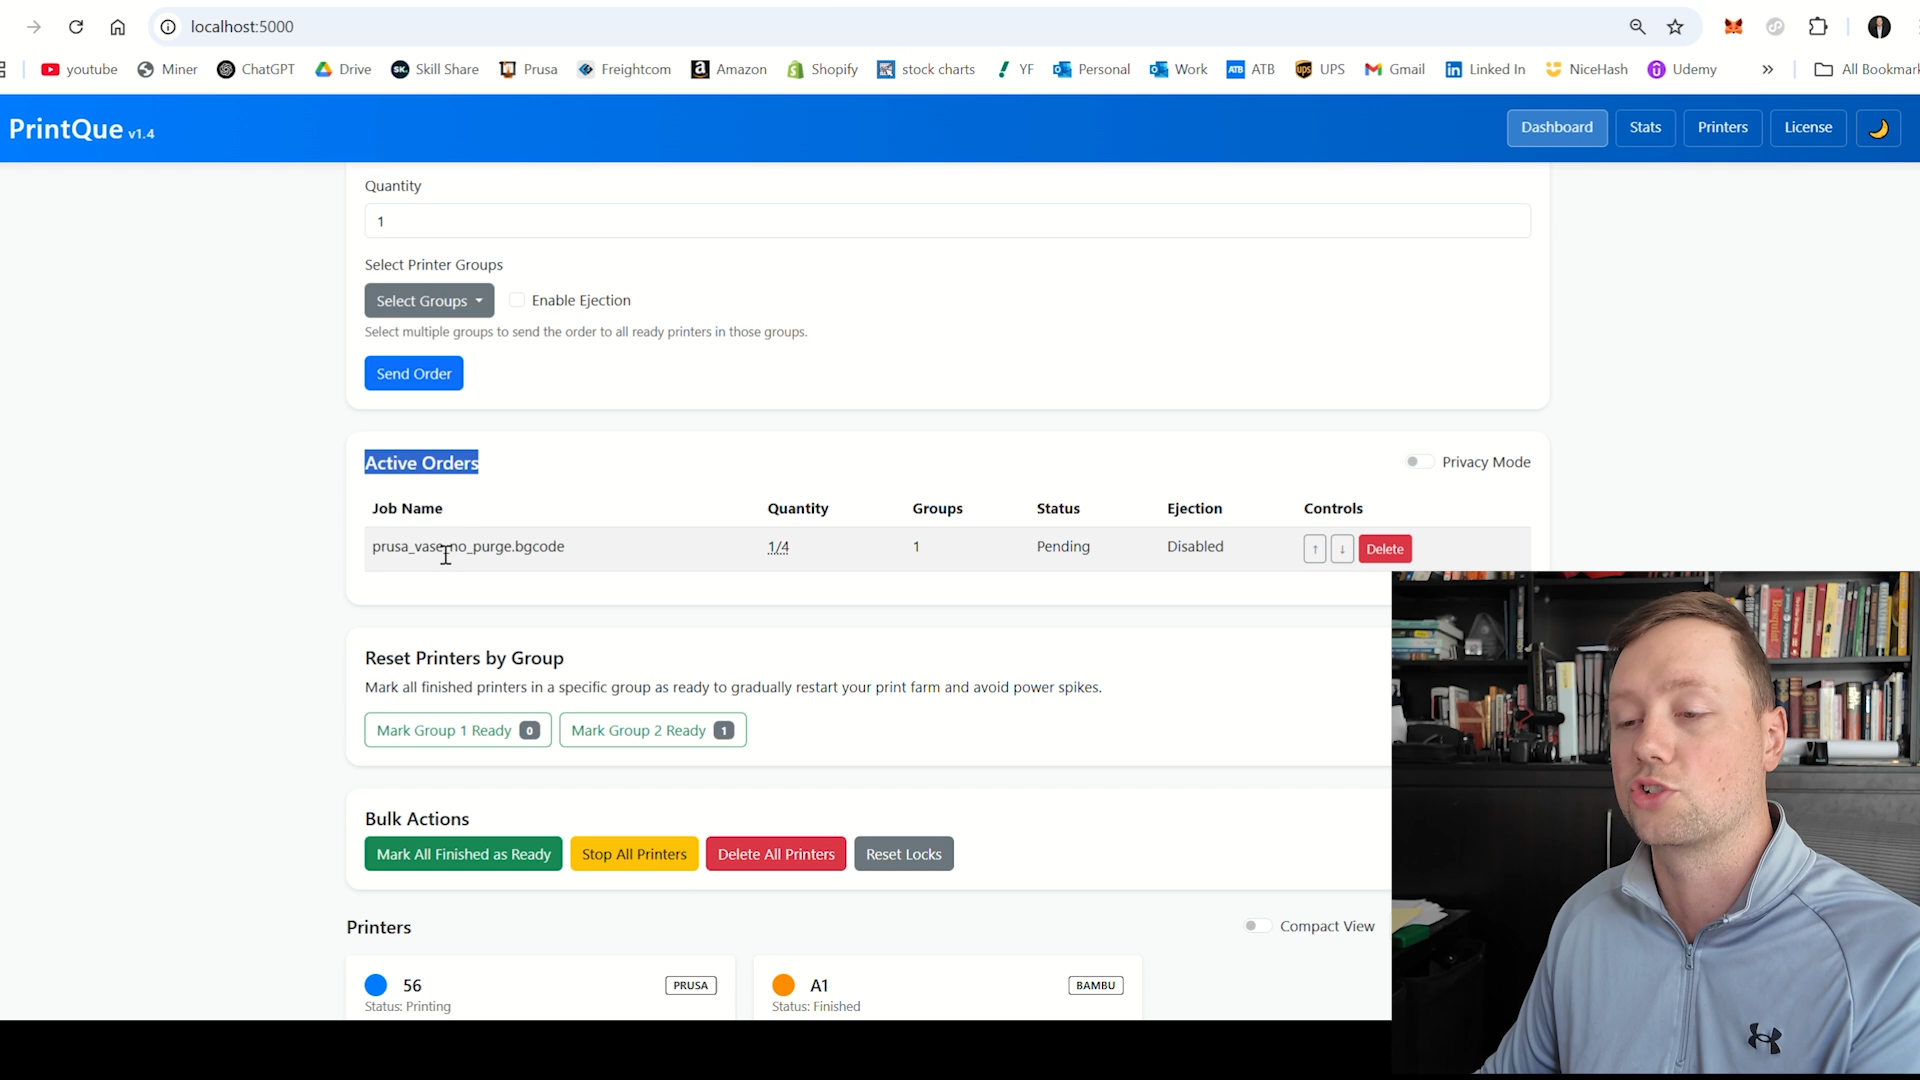 localhost:5000
youtube Miner ChatGPT Drive SK. Skill Share Prusa Freightcom Amazon Shopify stock charts YF Personal Work ATB ATB ups UPS Gmail in Linked In NiceHash Udemy » All Bookmark
PrintQue v1.4 Dashboard Stats Printers License
Quantity
1
Select Printer Groups
Select Groups Enable Ejection
Select multiple groups to send the order to all ready printers in those groups.
Send Order
Active Orders Privacy Mode
Job Name Quantity Groups Status Ejection Controls
prusa_vase-no_purge.bgcode 1/4 1 Pending Disabled ↑ ↓ Delete
Reset Printers by Group
Mark all finished printers in a specific group as ready to gradually restart your print farm and avoid power spikes.
Mark Group 1 Ready 0 Mark Group 2 Ready 1
Bulk Actions
Mark All Finished as Ready Stop All Printers Delete All Printers Reset Locks
Printers Compact View
56 PRUSA A1 BAMBU
Status: Printing Status: Finished